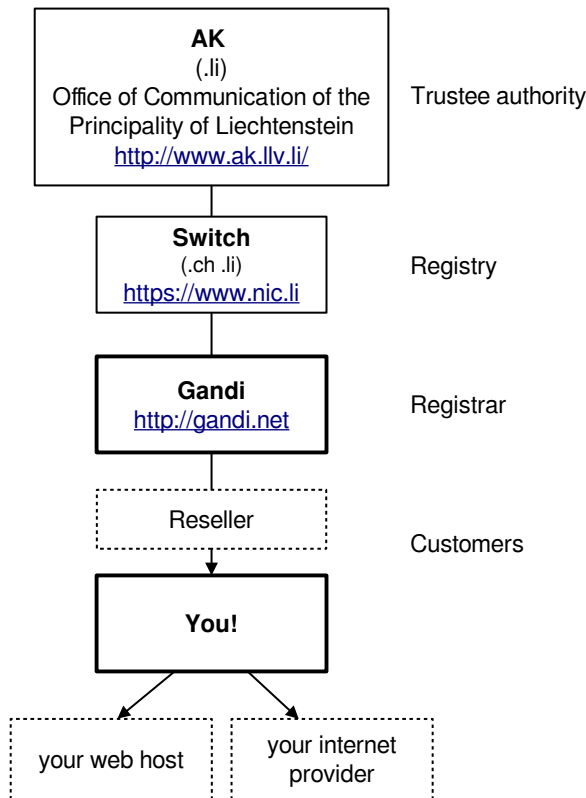 AK
(.li)
Office of Communication of the
Principality of Liechtenstein
http://www.ak.llv.li/
Trustee authority
Switch
(.ch .li)
https://www.nic.li
Registry
Gandi
http://gandi.net
Registrar
Reseller
Customers
You!
your web host
your internet
provider